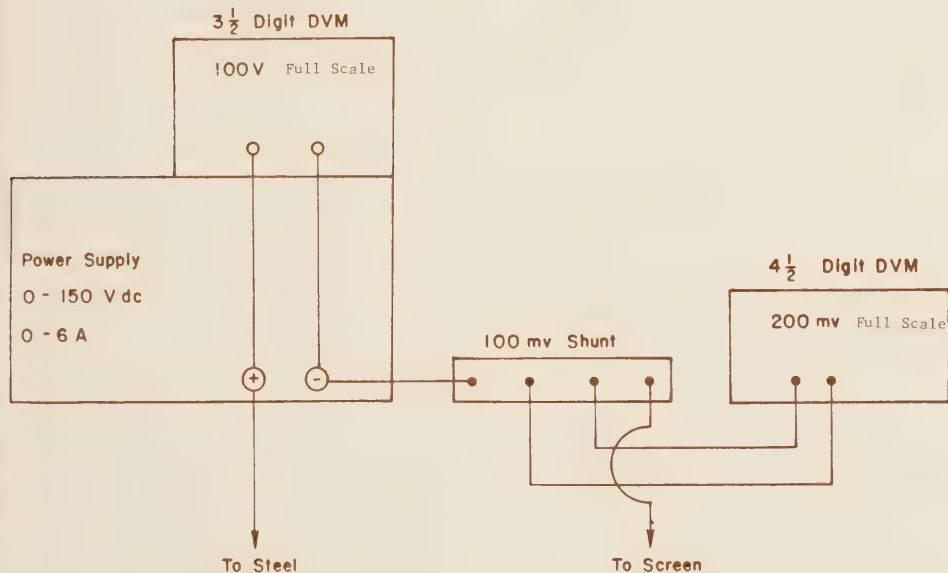 3 1/2 Digit DVM
100V Full Scale
Power Supply
0 - 150 V dc
0 - 6 A
+
-
100 mv Shunt
4 1/2 Digit DVM
200 mv Full Scale
To Steel
To Screen